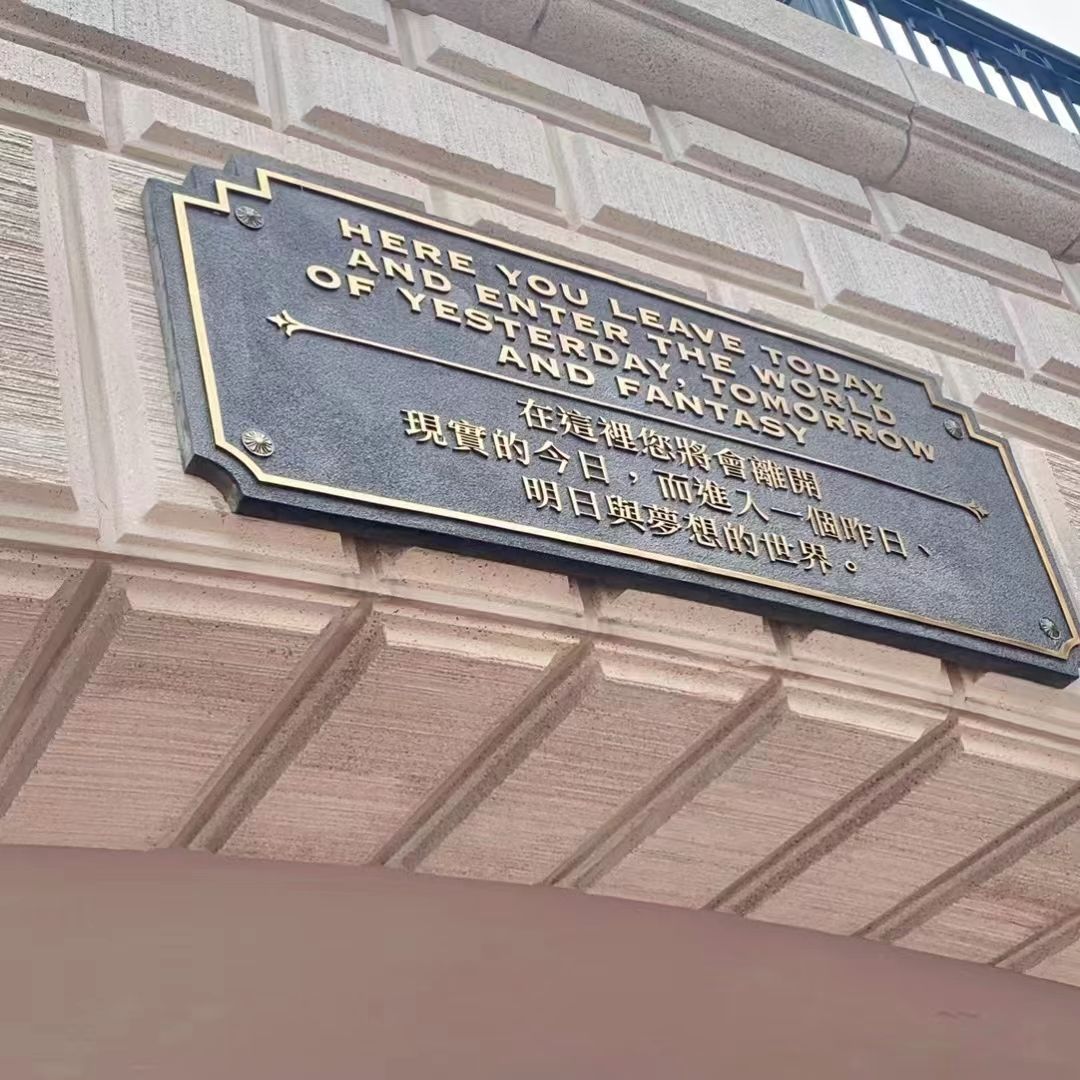 HERE YOU LEAVE TODAY
AND ENTER THE WORLD
OF YESTERDAY, TOMORROW
AND FANTASY
在這裡您將會離開
現實的今日，而進入一個昨日、
明日與夢想的世界。